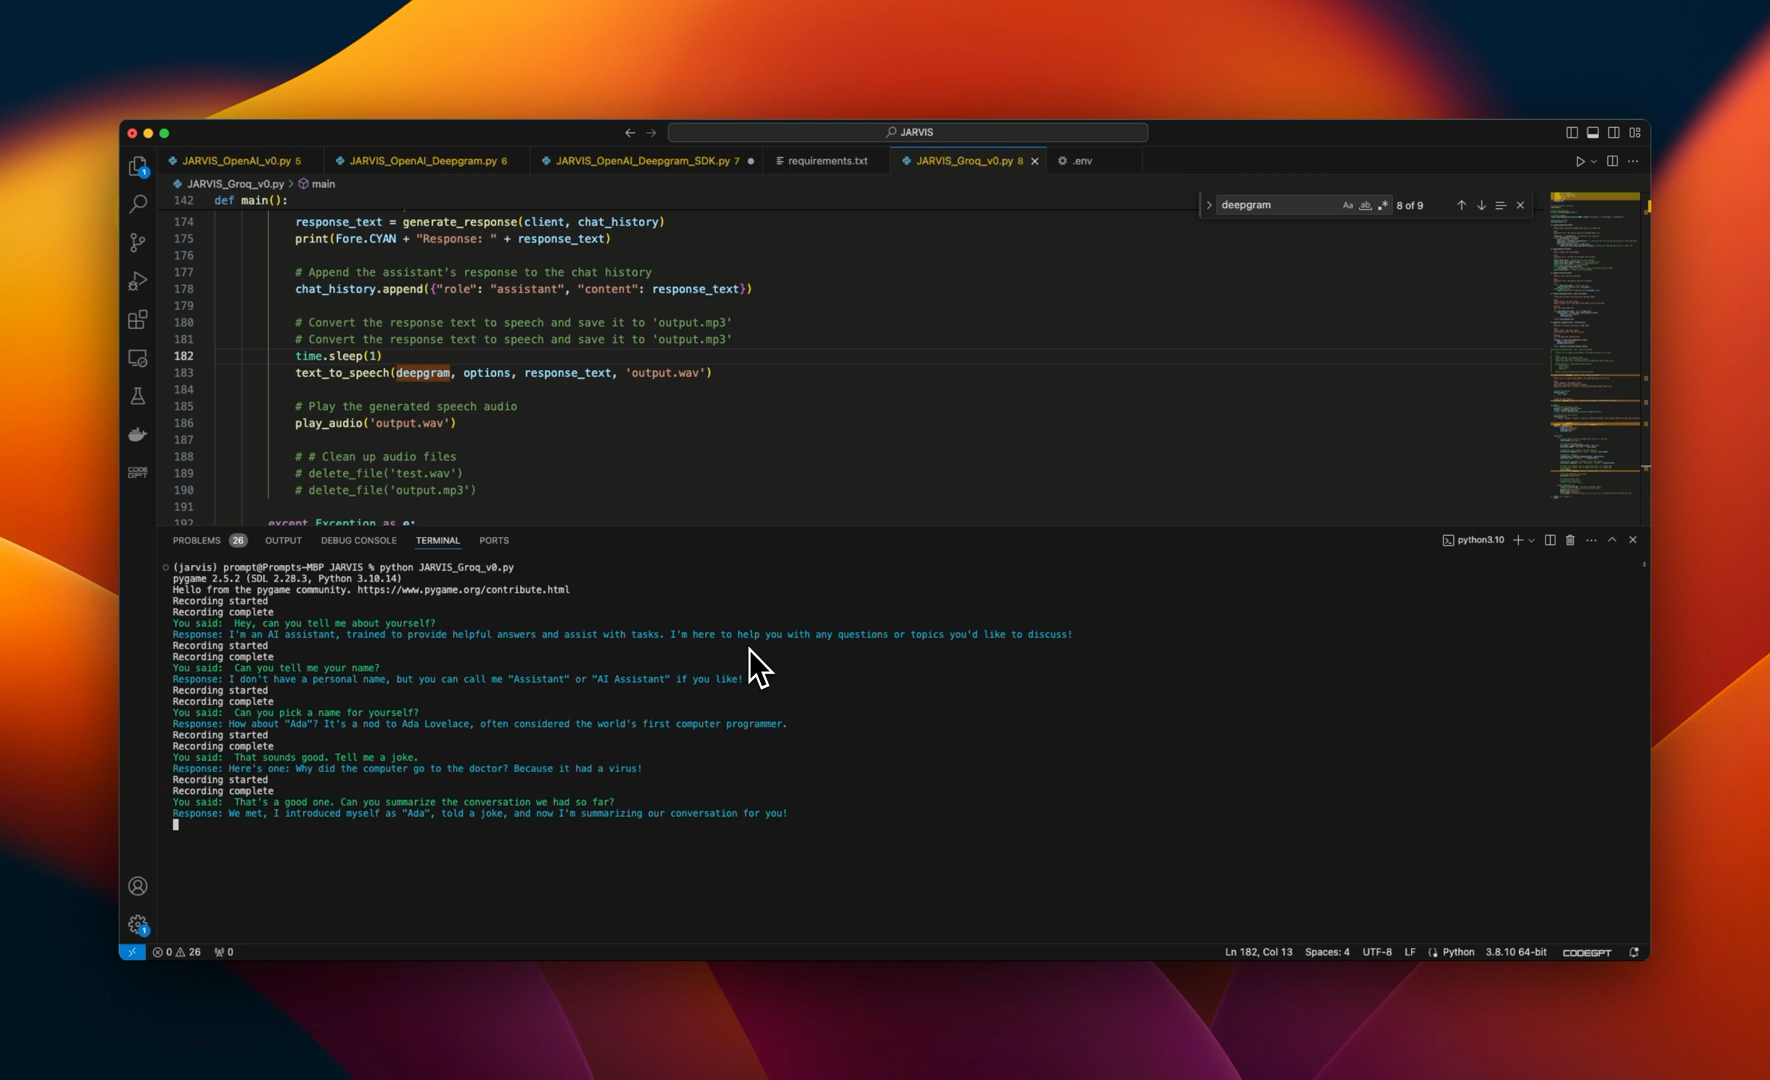 JARVIS
JARVIS_OpenAI_v0.py 5
JARVIS_OpenAI_Deepgram.py 6
JARVIS_OpenAI_Deepgram_SDK.py 7
requirements.txt
JARVIS_Groq_v0.py 8
.env
JARVIS_Groq_v0.py > main
deepgram
Aa ab
8 of 9
142 def main():
174 response_text = generate_response(client, chat_history)
175 print(Fore.CYAN + "Response: " + response_text)
176
177 # Append the assistant's response to the chat history
178 chat_history.append({"role": "assistant", "content": response_text})
179
180 # Convert the response text to speech and save it to 'output.mp3'
181 # Convert the response text to speech and save it to 'output.mp3'
182 time.sleep(1)
183 text_to_speech(deepgram, options, response_text, 'output.wav')
184
185 # Play the generated speech audio
186 play_audio('output.wav')
187
188 # # Clean up audio files
189 # delete_file('test.wav')
190 # delete_file('output.mp3')
191
192 except Exception as e:
PROBLEMS 26 OUTPUT DEBUG CONSOLE TERMINAL PORTS
python3.10
(jarvis) prompt@Prompts-MBP JARVIS % python JARVIS_Groq_v0.py
pygame 2.5.2 (SDL 2.28.3, Python 3.10.14)
Hello from the pygame community. https://www.pygame.org/contribute.html
Recording started
Recording complete
You said:  Hey, can you tell me about yourself?
Response: I'm an AI assistant, trained to provide helpful answers and assist with tasks. I'm here to help you with any questions or topics you'd like to discuss!
Recording started
Recording complete
You said:  Can you tell me your name?
Response: I don't have a personal name, but you can call me "Assistant" or "AI Assistant" if you like!
Recording started
Recording complete
You said:  Can you pick a name for yourself?
Response: How about "Ada"? It's a nod to Ada Lovelace, often considered the world's first computer programmer.
Recording started
Recording complete
You said:  That sounds good. Tell me a joke.
Response: Here's one: Why did the computer go to the doctor? Because it had a virus!
Recording started
Recording complete
You said:  That's a good one. Can you summarize the conversation we had so far?
Response: We met, I introduced myself as "Ada", told a joke, and now I'm summarizing our conversation for you!
CODE
GPT
1
1
0 26 0
Ln 182, Col 13 Spaces: 4 UTF-8 LF Python 3.8.10 64-bit CODEGPT